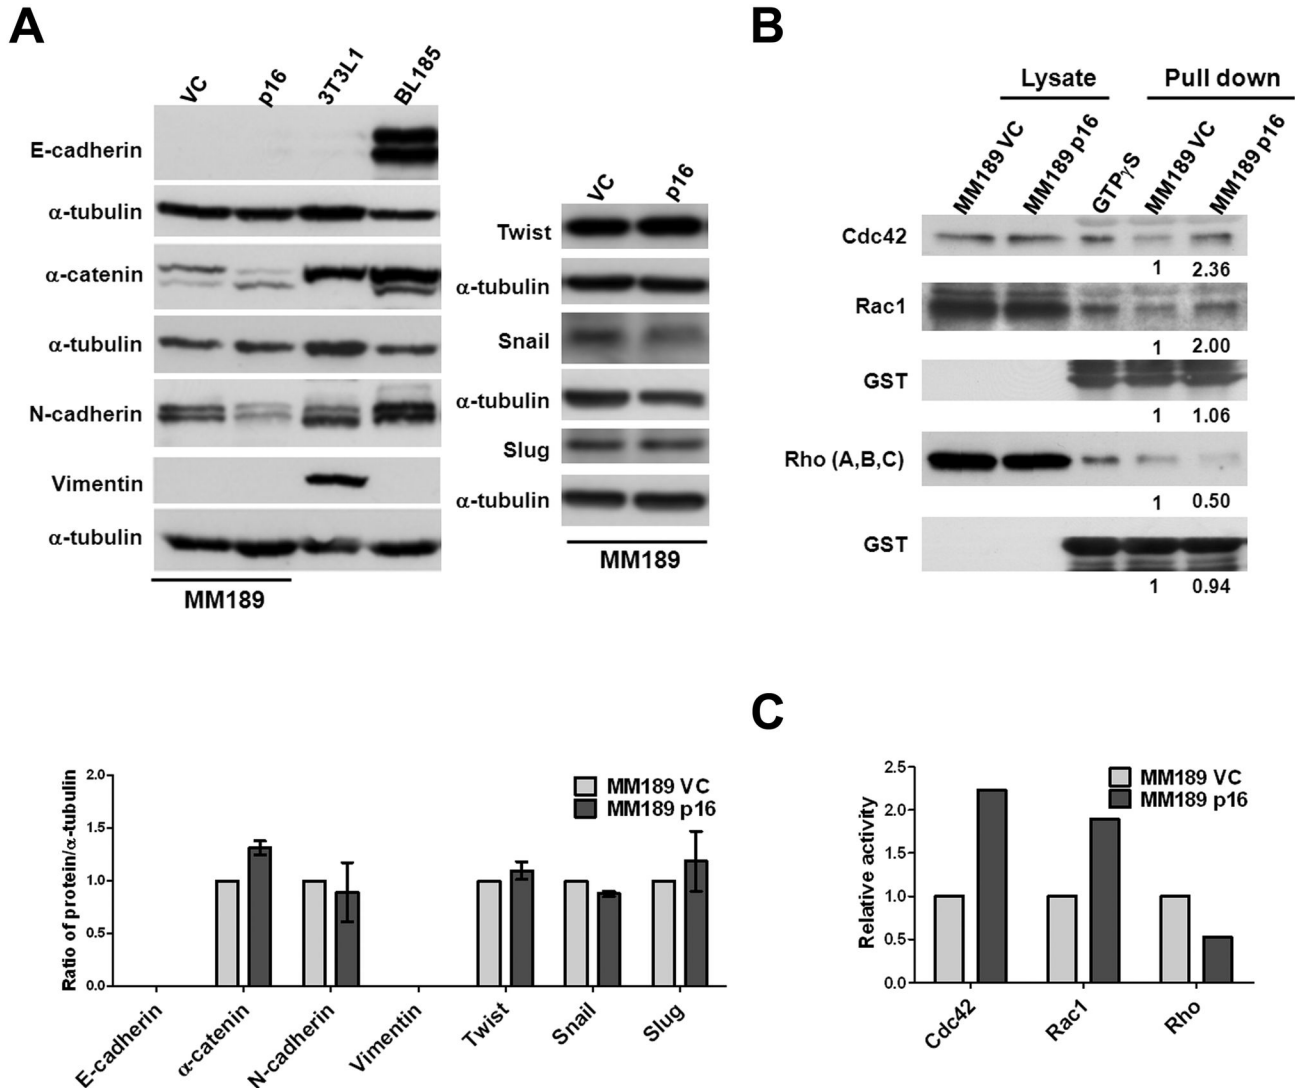 A
VC
p16
3T3L1
BL185
E-cadherin
α-tubulin
α-catenin
α-tubulin
N-cadherin
Vimentin
α-tubulin
MM189
VC
p16
Twist
α-tubulin
Snail
α-tubulin
Slug
α-tubulin
MM189
B
Lysate
Pull down
MM189 VC
MM189 p16
GTPγS
MM189 VC
MM189 p16
Cdc42
1 2.36
Rac1
1 2.00
GST
1 1.06
Rho (A,B,C)
1 0.50
GST
1 0.94
Ratio of protein/α-tubulin
2.0
1.5
1.0
0.5
0.0
MM189 VC
MM189 p16
E-cadherin
α-catenin
N-cadherin
Vimentin
Twist
Snail
Slug
C
Relative activity
2.5
2.0
1.5
1.0
0.5
0.0
MM189 VC
MM189 p16
Cdc42
Rac1
Rho